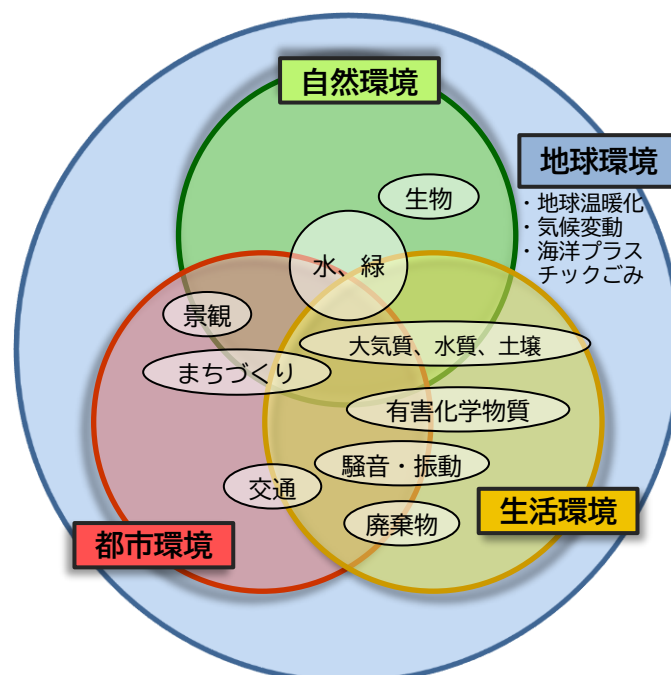 自然環境
地球環境
・地球温暖化
・気候変動
・海洋プラス
チックごみ
生物
水、緑
景観
大気質、水質、土壌
まちづくり
有害化学物質
騒音・振動
交通
廃棄物
生活環境
都市環境